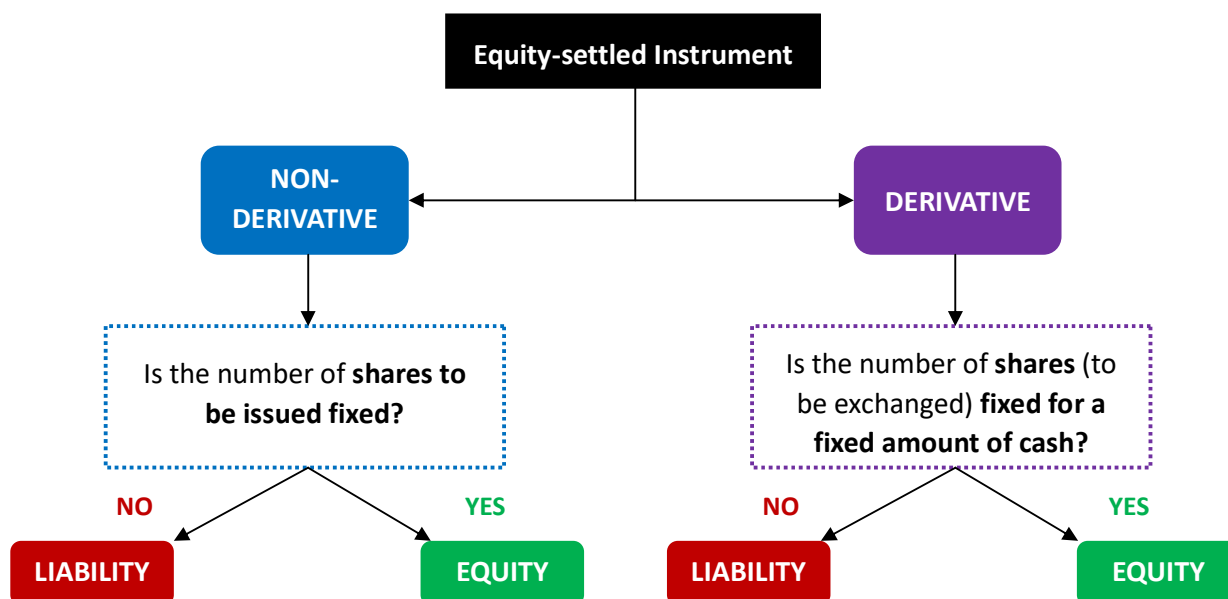 Equity-settled Instrument
NON-
DERIVATIVE
DERIVATIVE
Is the number of shares to
be issued fixed?
Is the number of shares (to
be exchanged) fixed for a
fixed amount of cash?
NO
YES
NO
YES
LIABILITY
EQUITY
LIABILITY
EQUITY